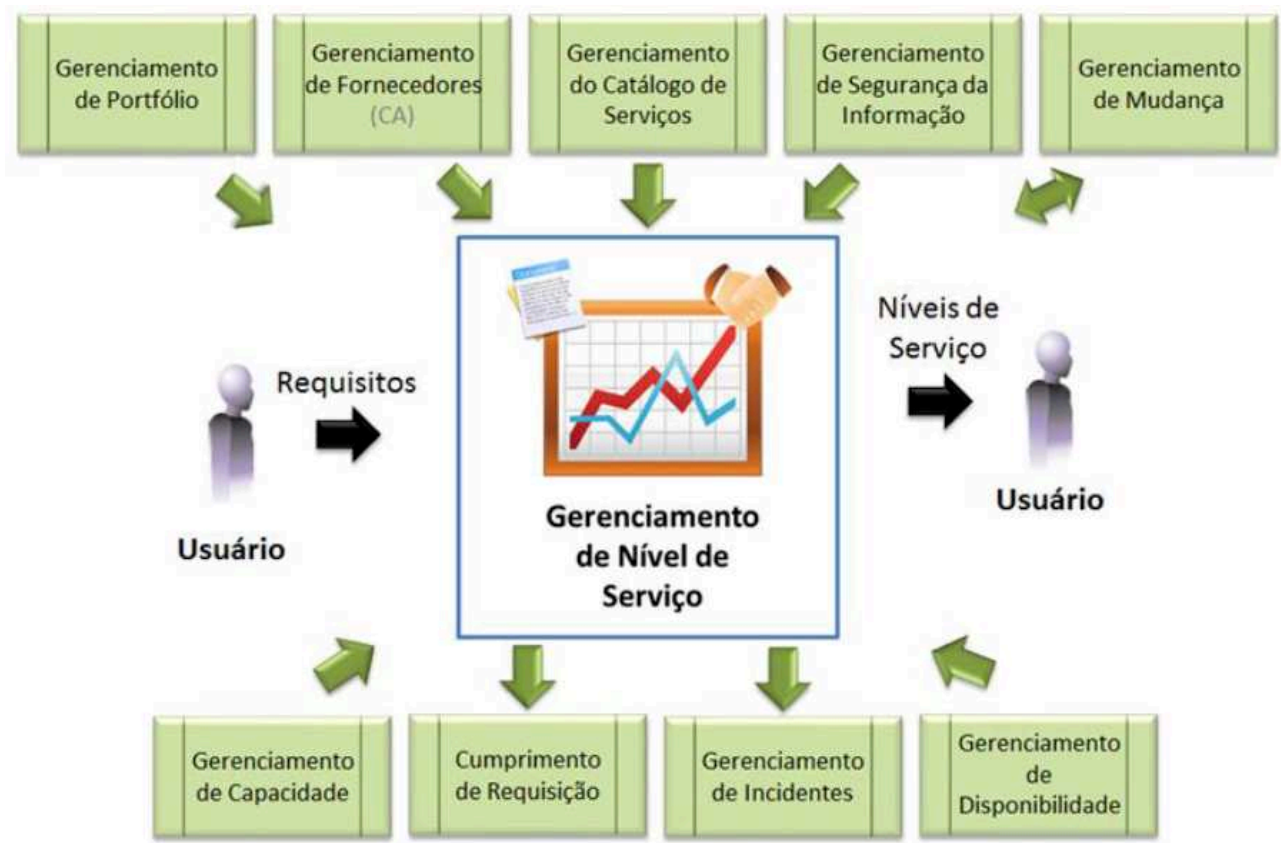 Gerenciamento
de Portfólio
Gerenciamento
de Fornecedores
(CA)
Gerenciamento
do Catálogo de
Serviços
Gerenciamento
de Segurança da
Informação
Gerenciamento
de Mudança
Requisitos
Usuário
Gerenciamento
de Nível de
Serviço
Níveis de
Serviço
Usuário
Gerenciamento
de Capacidade
Cumprimento
de Requisição
Gerenciamento
de Incidentes
Gerenciamento
de
Disponibilidade